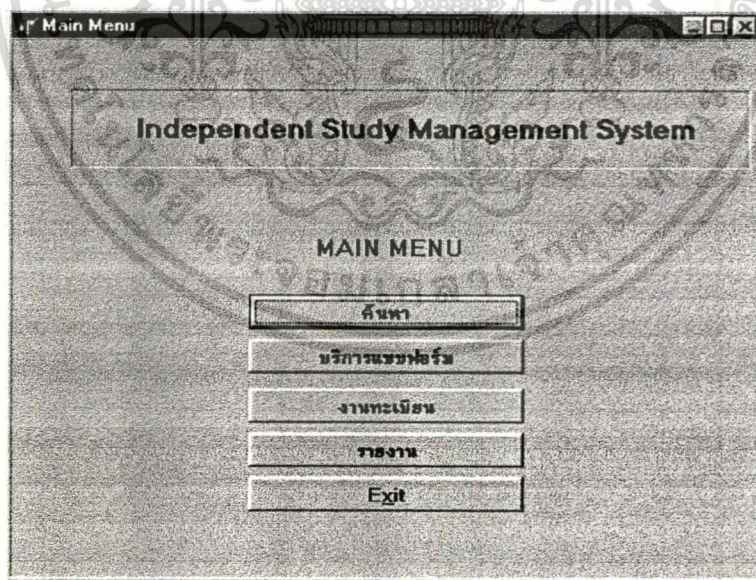 Main Menu
Independent Study Management System
MAIN MENU
ค้นหา
บริการแบบฟอร์ม
งานทะเบียน
รายงาน
Exit